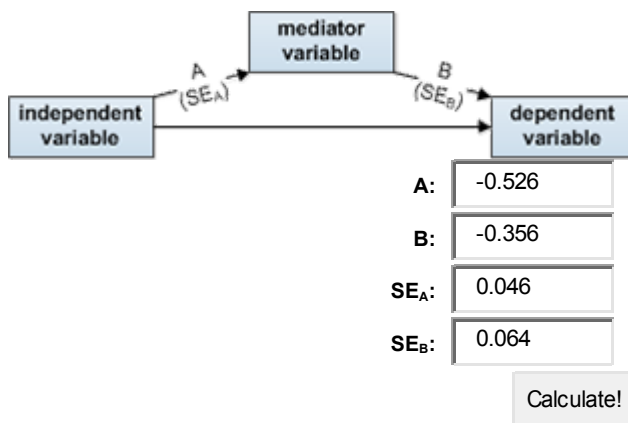 mediator
variable
A
(SEA)
B
(SEB)
independent
variable
dependent
variable
A: -0.526
B: -0.356
SEA: 0.046
SEB: 0.064
Calculate!